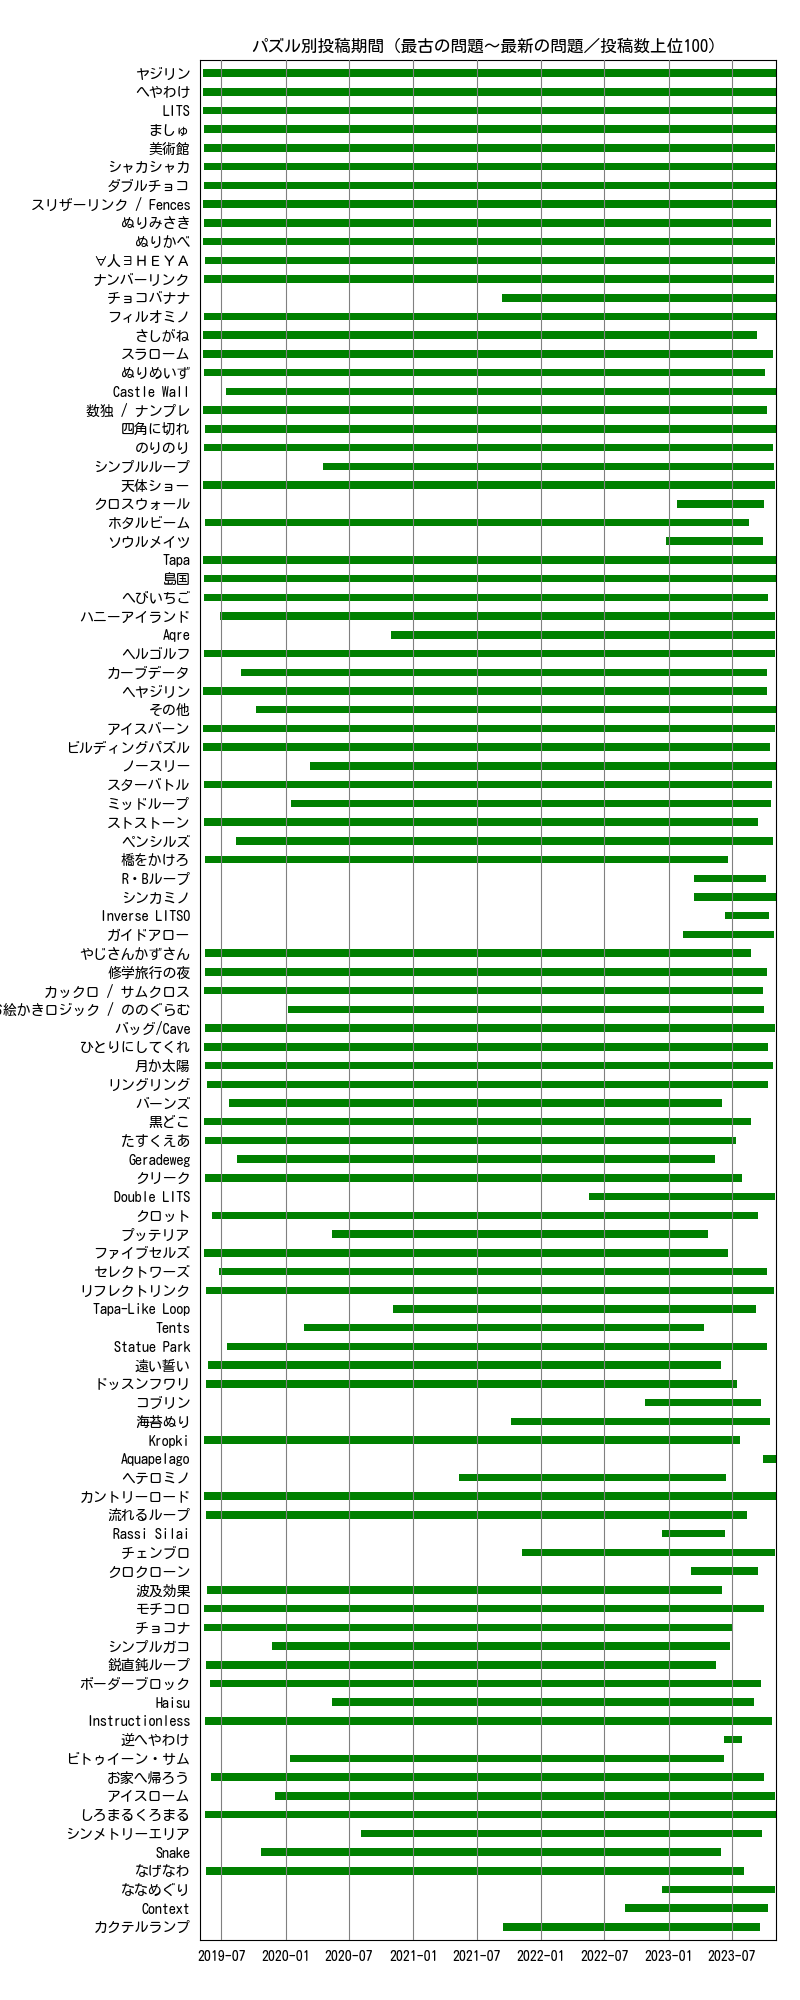 パズル別投稿期間（最古の問題～最新の問題／投稿数上位100）
ヤジリン
へやわけ
LITS
ましゅ
美術館
シャカシャカ
ダブルチョコ
スリザーリンク / Fences
ぬりみさき
ぬりかべ
∀人ヨＨＥＹＡ
ナンバーリンク
チョコバナナ
フィルオミノ
さしがね
スラローム
ぬりめいず
Castle Wall
数独 / ナンプレ
四角に切れ
のりのり
シンプルループ
天体ショー
クロスウォール
ホタルビーム
ソウルメイツ
Tapa
島国
へびいちご
ハニーアイランド
Aqre
ヘルゴルフ
カーブデータ
ヘヤジリン
その他
アイスバーン
ビルディングパズル
ノースリー
スターバトル
ミッドループ
ストストーン
ペンシルズ
橋をかけろ
R・Bループ
シンカミノ
Inverse LITSO
ガイドアロー
やじさんかずさん
修学旅行の夜
カックロ / サムクロス
絵かきロジック / ののぐらむ
バッグ/Cave
ひとりにしてくれ
月か太陽
リングリング
バーンズ
黒どこ
たすくえあ
Geradeweg
クリーク
Double LITS
クロット
プッテリア
ファイブセルズ
セレクトワーズ
リフレクトリンク
Tapa-Like Loop
Tents
Statue Park
遠い誓い
ドッスンフワリ
コブリン
海苔ぬり
Kropki
Aquapelago
ヘテロミノ
カントリーロード
流れるループ
Rassi Silai
チェンブロ
クロクローン
波及効果
モチコロ
チョコナ
シンプルガコ
鋭直鈍ループ
ボーダーブロック
Haisu
Instructionless
逆へやわけ
ビトゥイーン・サム
お家へ帰ろう
アイスローム
しろまるくろまる
シンメトリーエリア
Snake
なげなわ
ななめぐり
Context
カクテルランプ
2019-07 2020-01 2020-07 2021-01 2021-07 2022-01 2022-07 2023-01 2023-07